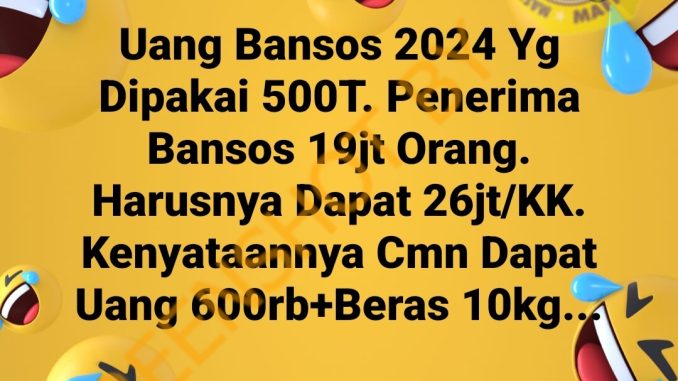 Uang Bansos 2024 Yg
Dipakai 500T. Penerima
Bansos 19jt Orang.
Harusnya Dapat 26jt/KK.
Kenyataannya Cmn Dapat
Uang 600rb+Beras 10kg...